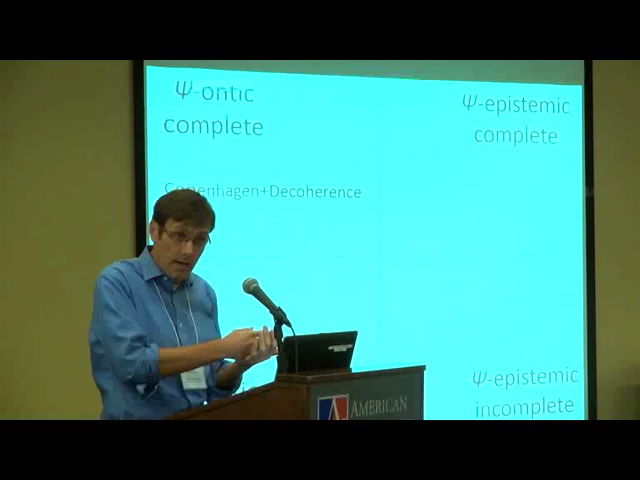 Ψ-ontic
complete
Ψ-epistemic
complete
Copenhagen+Decoherence
Ψ-epistemic
incomplete
AMERICAN